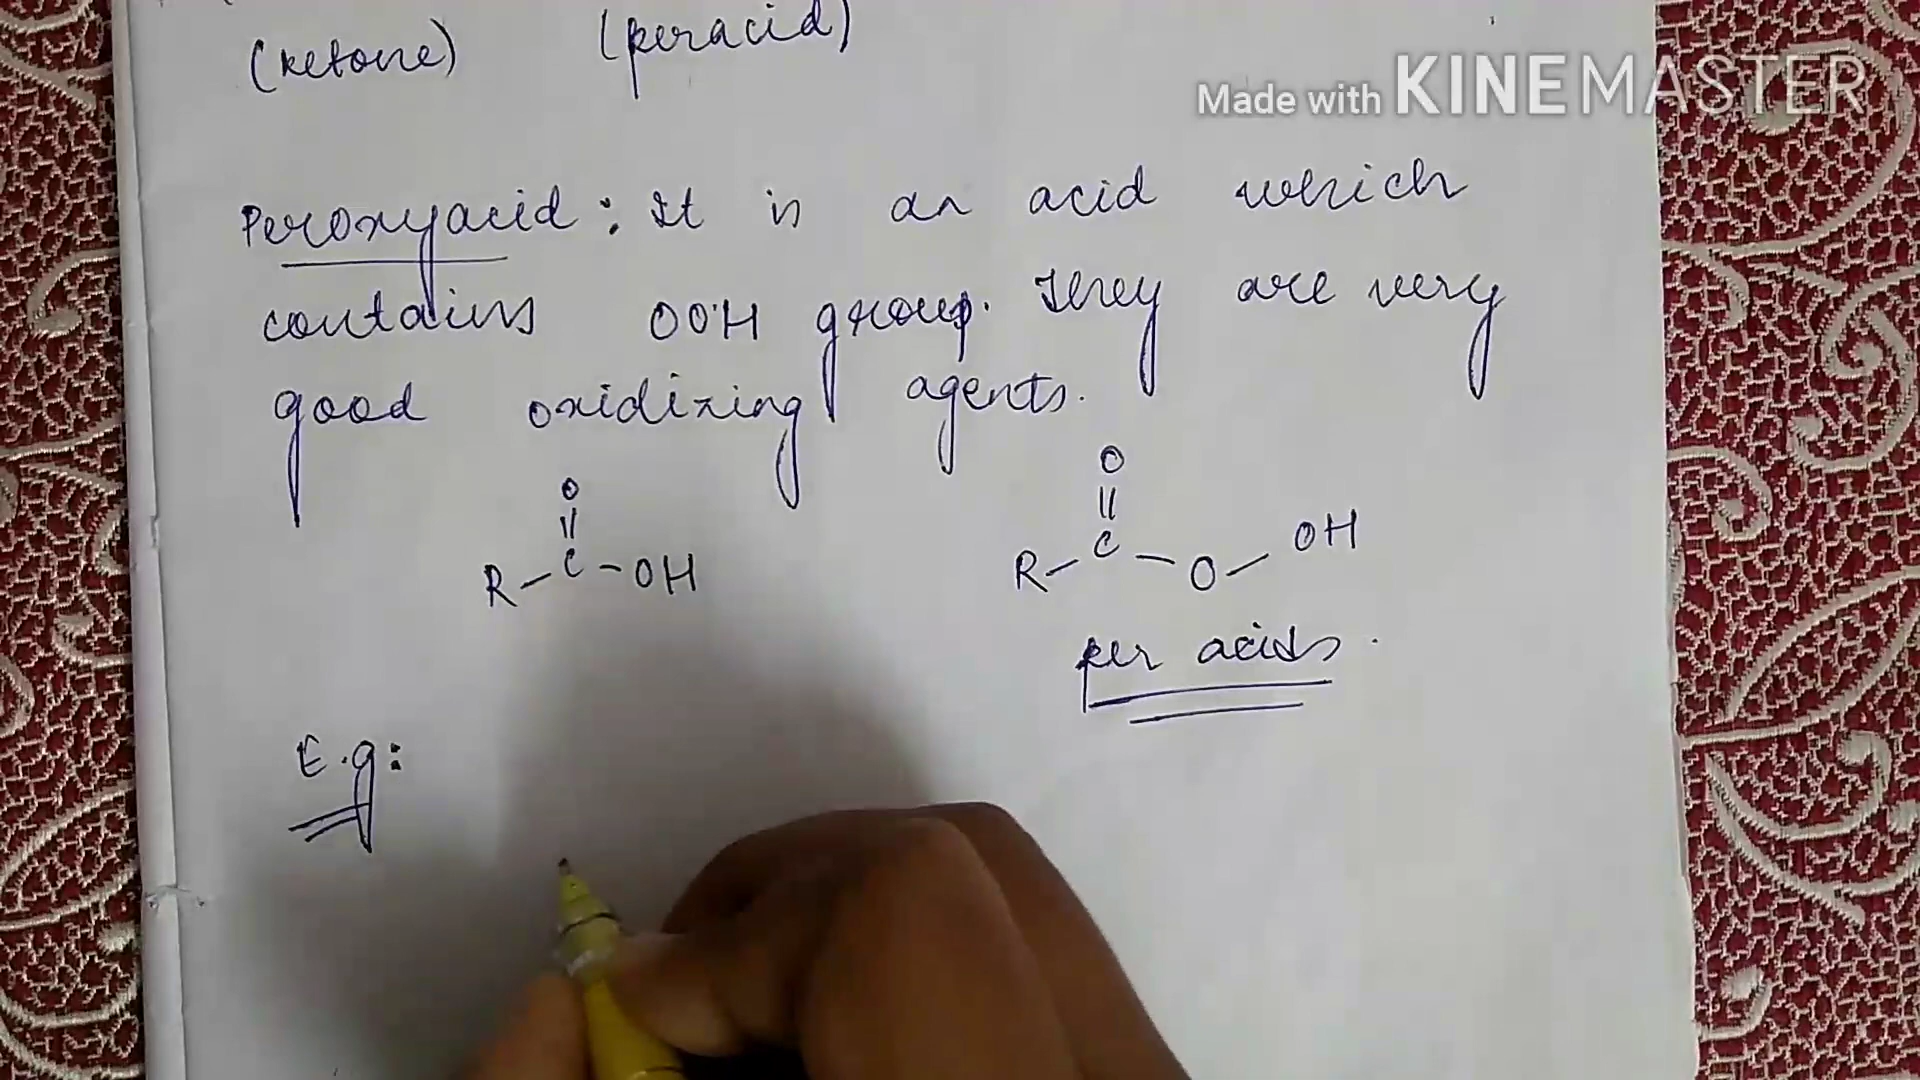 (ketone) (peracid)
Made with KINEMASTER
Peroxyacid : It is an acid which
contains OOH group. They are very
good oxidizing agents.
O
||
R-C-OH
O
||
R-C-O-OH
per acids.
E.g: